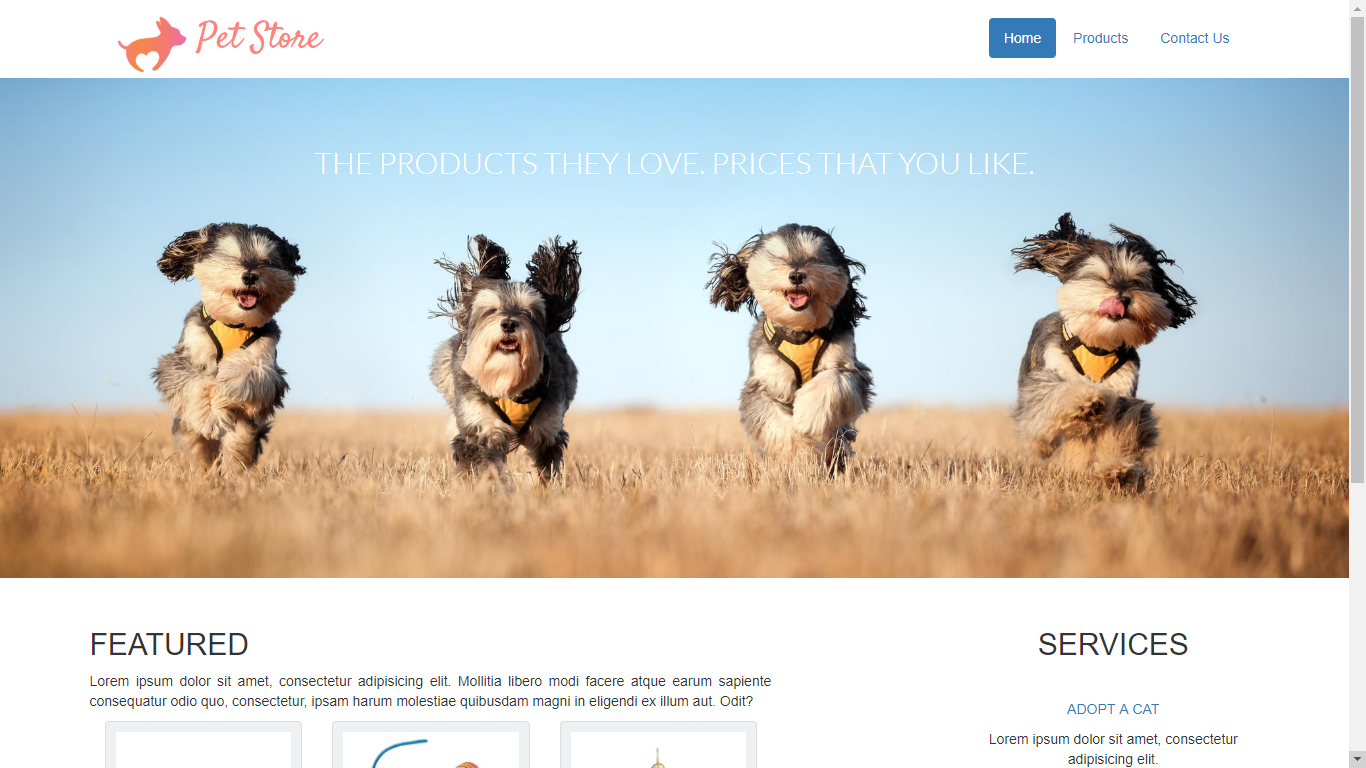 Pet Store
Home
Products
Contact Us
THE PRODUCTS THEY LOVE. PRICES THAT YOU LIKE.
FEATURED
Lorem ipsum dolor sit amet, consectetur adipisicing elit. Mollitia libero modi facere atque earum sapiente
consequatur odio quo, consectetur, ipsam harum molestiae quibusdam magni in eligendi ex illum aut. Odit?
SERVICES
ADOPT A CAT
Lorem ipsum dolor sit amet, consectetur
adipisicing elit.